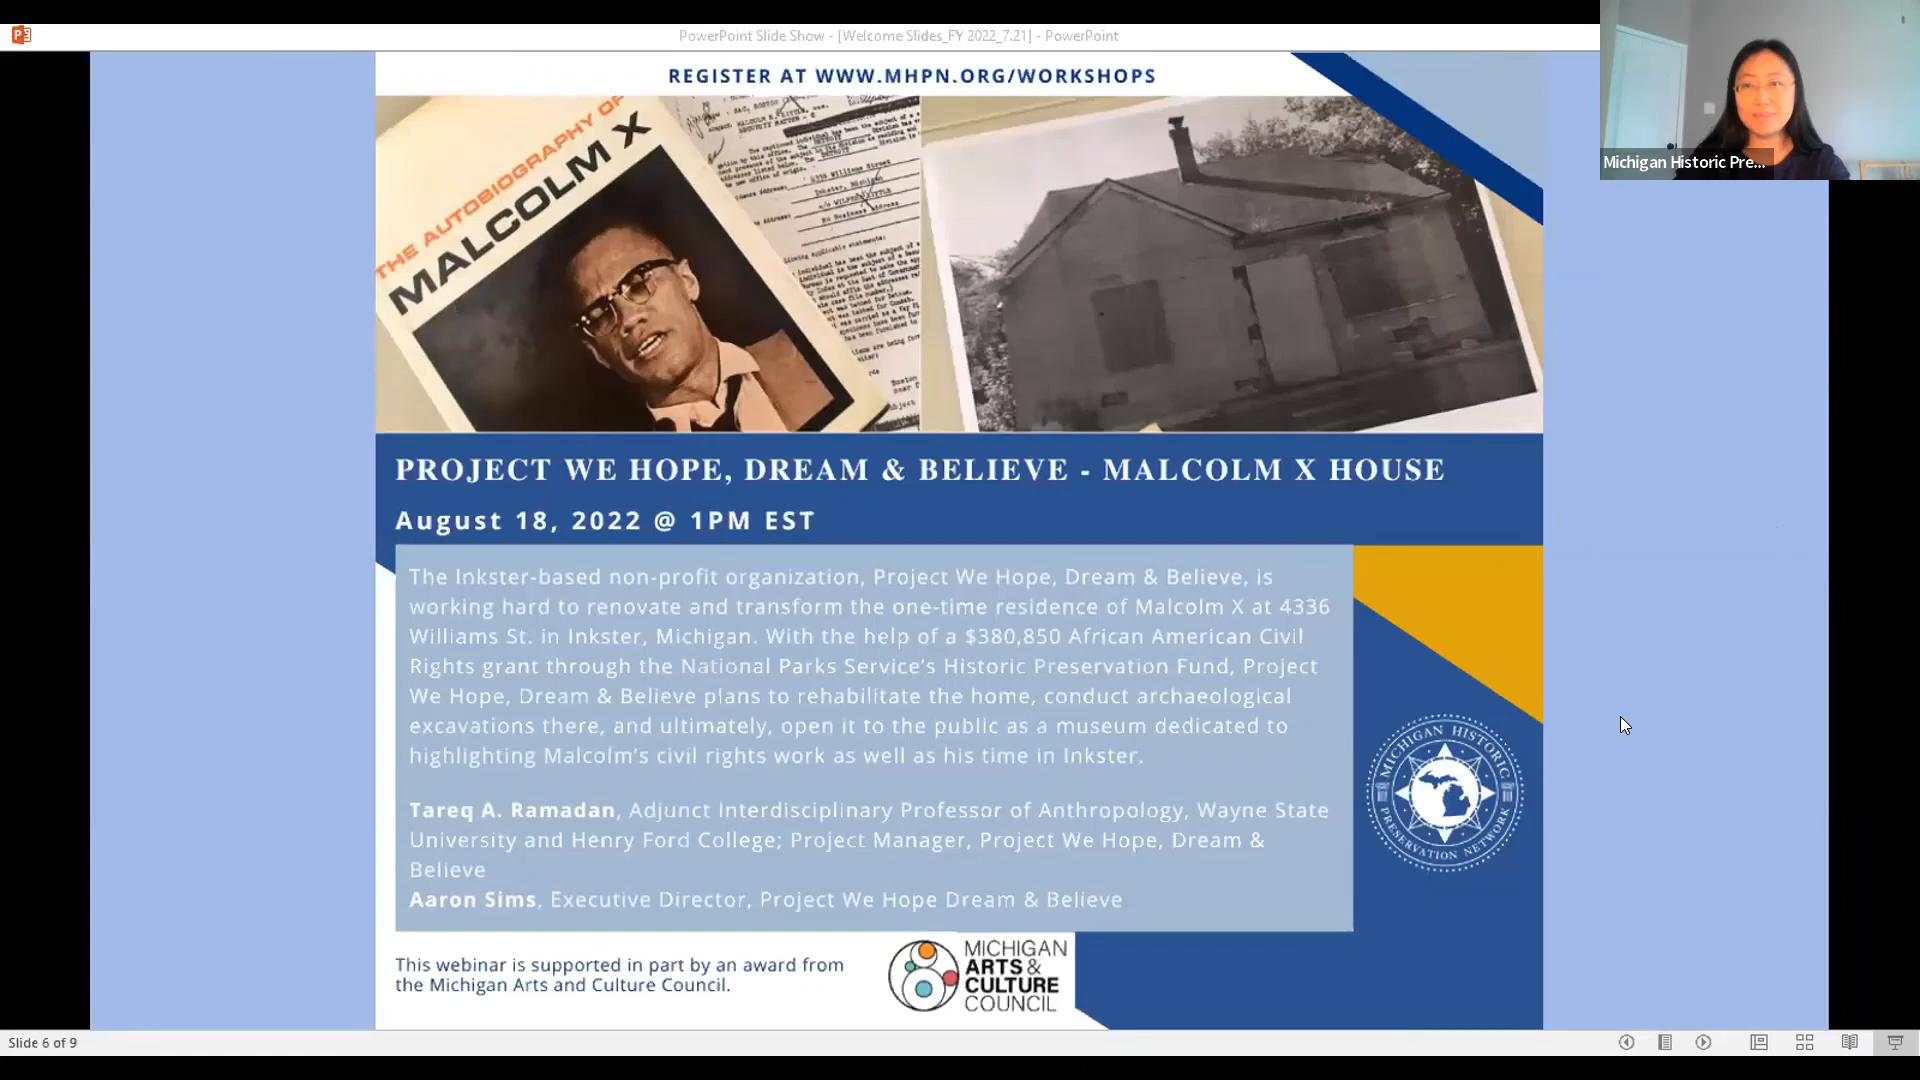 PowerPoint Slide Show - [Welcome Slides_FY 2022_7.21] - PowerPoint
REGISTER AT WWW.MHPN.ORG/WORKSHOPS
Michigan Historic Pre...
THE AUTOBIOGRAPHY OF
MALCOLM X
PROJECT WE HOPE, DREAM & BELIEVE - MALCOLM X HOUSE
August 18, 2022 @ 1PM EST
The Inkster-based non-profit organization, Project We Hope, Dream & Believe, is
working hard to renovate and transform the one-time residence of Malcolm X at 4336
Williams St. in Inkster, Michigan. With the help of a $380,850 African American Civil
Rights grant through the National Parks Service's Historic Preservation Fund, Project
We Hope, Dream & Believe plans to rehabilitate the home, conduct archaeological
excavations there, and ultimately, open it to the public as a museum dedicated to
highlighting Malcolm's civil rights work as well as his time in Inkster.
Tareq A. Ramadan, Adjunct Interdisciplinary Professor of Anthropology, Wayne State
University and Henry Ford College; Project Manager, Project We Hope, Dream &
Believe
Aaron Sims, Executive Director, Project We Hope Dream & Believe
MICHIGAN HISTORIC
PRESERVATION NETWORK
This webinar is supported in part by an award from
the Michigan Arts and Culture Council.
MICHIGAN
ARTS &
CULTURE
COUNCIL
Slide 6 of 9